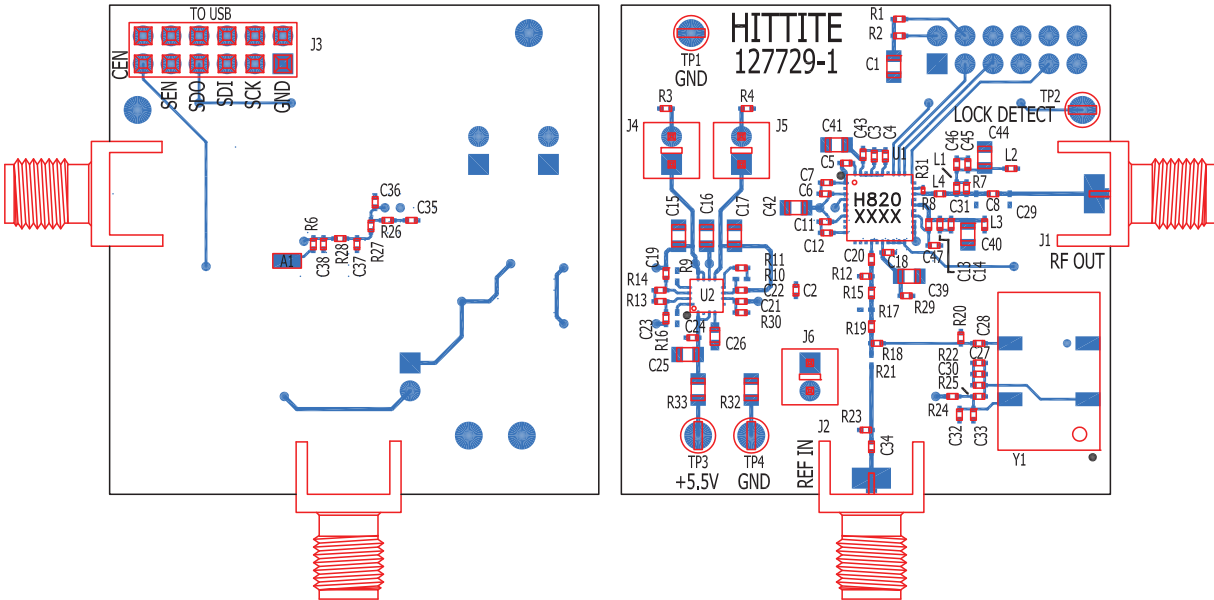 TO USB
J3
CEN
SEN
SDO
SDI
SCK
GND
C36
C35
R26
R27
R6
C38
R28
C37
A1
HITTITE
127729-1
R1
R2
C1
TP1
GND
TP2
LOCK DETECT
R3
R4
J4
J5
C41
C43
C3
C4
U1
C5
C7
C6
C42
C11
C12
H820
XXXX
R31
L1
C46
C45
C44
L2
L4
R7
R8
C31
C8
C29
L3
C40
C47
C13
C14
J1
RF OUT
C15
C16
C17
C19
R9
R11
R10
R14
R13
U2
C22
C21
R30
C2
C23
R16
C24
C25
C26
C20
C18
R12
R15
C39
R29
R17
R19
R18
R21
J6
R20
C28
R22
C27
C30
R25
R24
C32
C33
Y1
R33
R32
R23
C34
J2
REF IN
TP3
+5.5V
TP4
GND